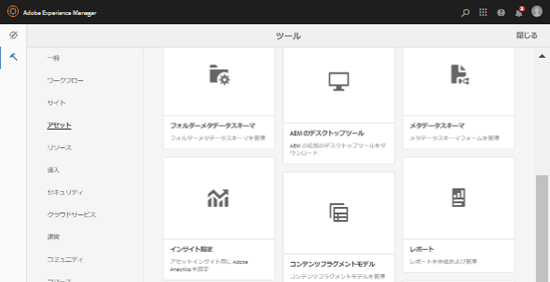 Adobe Experience Manager
ツール
閉じる
一般
ワークフロー
サイト
アセット
リソース
導入
セキュリティ
クラウドサービス
運営
コミュニティ
フォルダーメタデータスキーマ
フォルダーメタデータスキーマを管理
AEM のデスクトップツール
AEM の追加のデスクトップツールをダ
ウンロード
メタデータスキーマ
メタデータスキーマフォームを管理
インサイト設定
アセットインサイト用に Adobe
Analytics を設定
コンテンツフラグメントモデル
コンテンツフラグメントモデルを管理
レポート
レポートを作成および管理